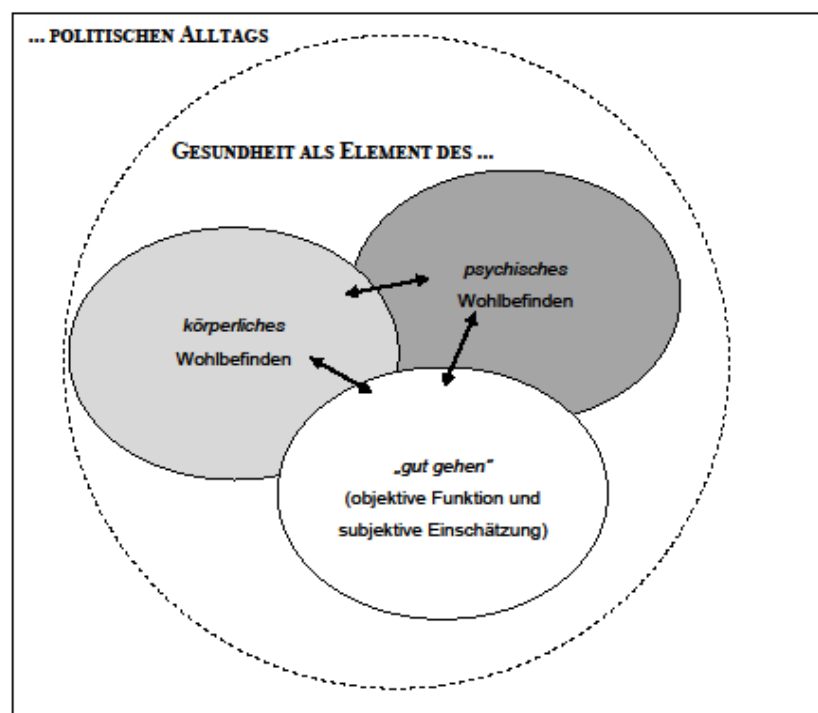 ... POLITISCHEN ALLTAGS
GESUNDHEIT ALS ELEMENT DES ...
psychisches
Wohlbefinden
körperliches
Wohlbefinden
„gut gehen“
(objektive Funktion und
subjektive Einschätzung)